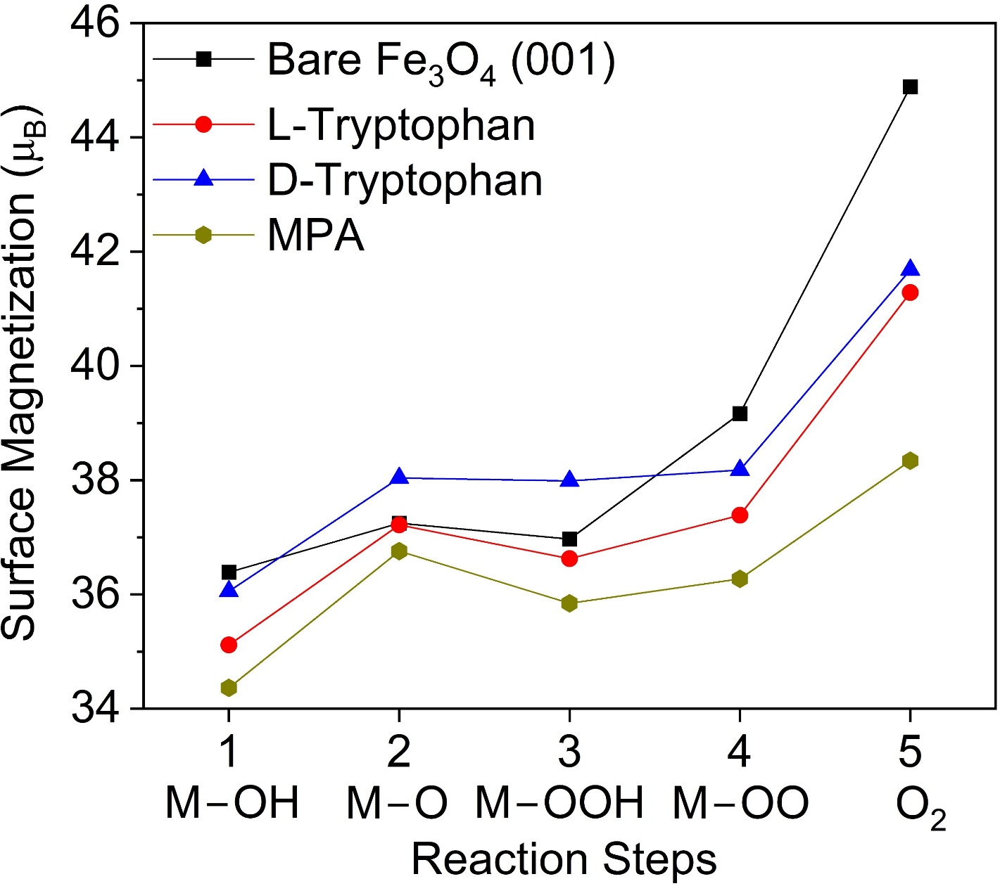 Surface Magnetization (μB)
46
44
42
40
38
36
34
Bare Fe3O4 (001)
L-Tryptophan
D-Tryptophan
MPA
1 2 3 4 5
M–OH M–O M–OOH M–OO O2
Reaction Steps